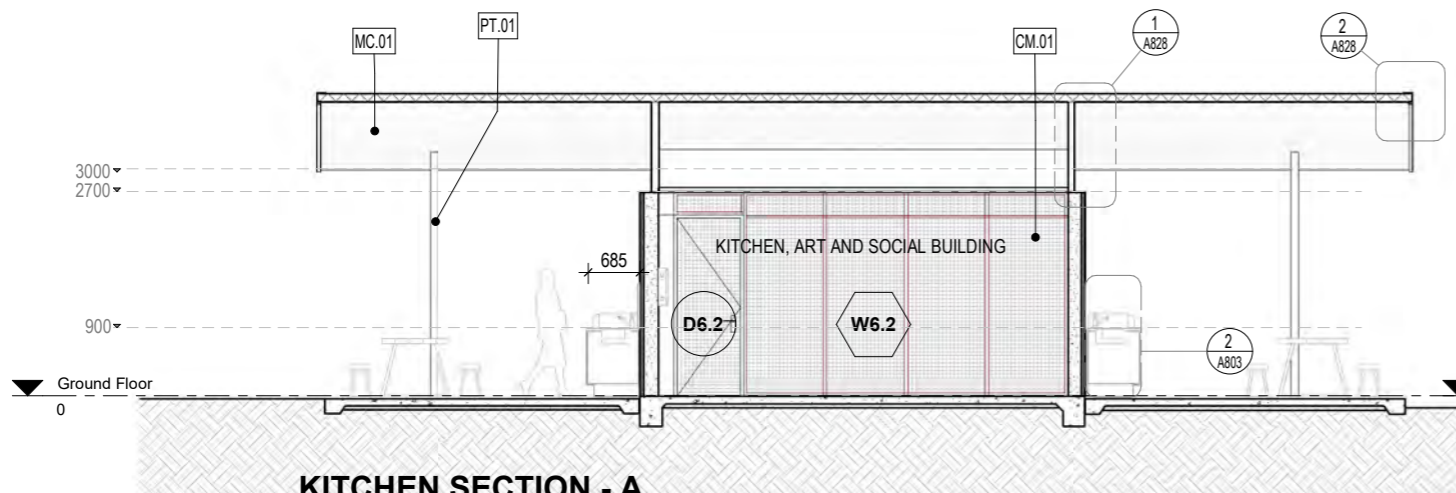 MC.01
PT.01
CM.01
1
A828
2
A828
3000
2700
KITCHEN, ART AND SOCIAL BUILDING
685
900
D6.2
W6.2
2
A803
Ground Floor
0
KITCHEN SECTION - A